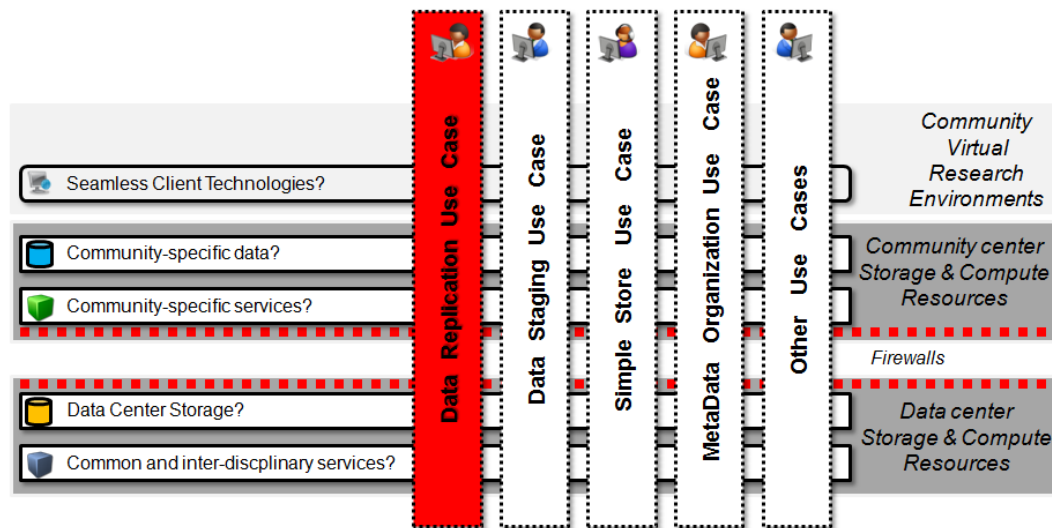 Data Replication Use Case
Data Staging Use Case
Simple Store Use Case
MetaData Organization Use Case
Other Use Cases
Community
Virtual
Research
Environments
Seamless Client Technologies?
Community-specific data?
Community-specific services?
Community center
Storage & Compute
Resources
Firewalls
Data Center Storage?
Common and inter-discplinary services?
Data center
Storage & Compute
Resources